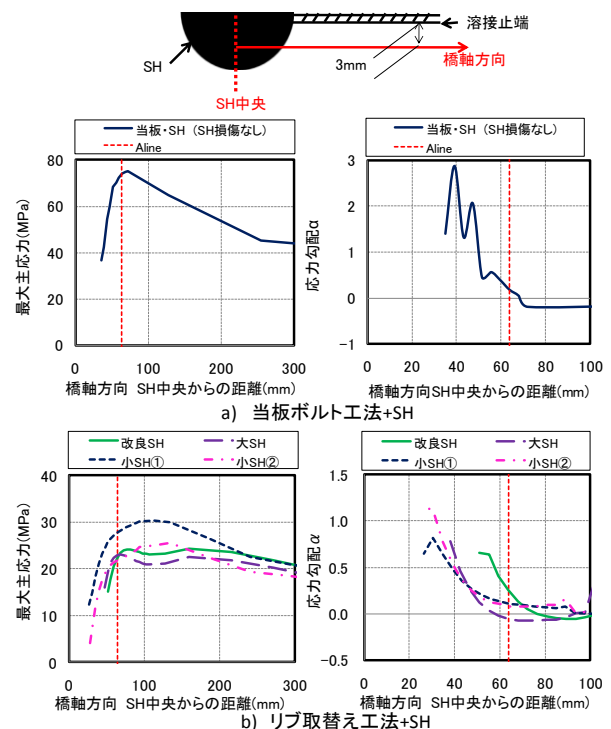 溶接止端
SH
3mm
橋軸方向
SH中央
当板・SH (SH損傷なし)
Aline
最大主応力(MPa)
80
60
40
20
0
0 100 200 300
橋軸方向 SH中央からの距離(mm)
当板・SH (SH損傷なし)
Aline
応力勾配α
3
2
1
0
-1
0 20 40 60 80 100
橋軸方向SH中央からの距離(mm)
a) 当板ボルト工法+SH
改良SH 大SH
小SH① 小SH②
最大主応力(MPa)
50
40
30
20
10
0
0 100 200 300
橋軸方向 SH中央からの距離(mm)
改良SH 大SH
小SH① 小SH②
応力勾配α
1.5
1.0
0.5
0.0
-0.5
0 20 40 60 80 100
橋軸方向 SH中央からの距離(mm)
b) リブ取替え工法+SH